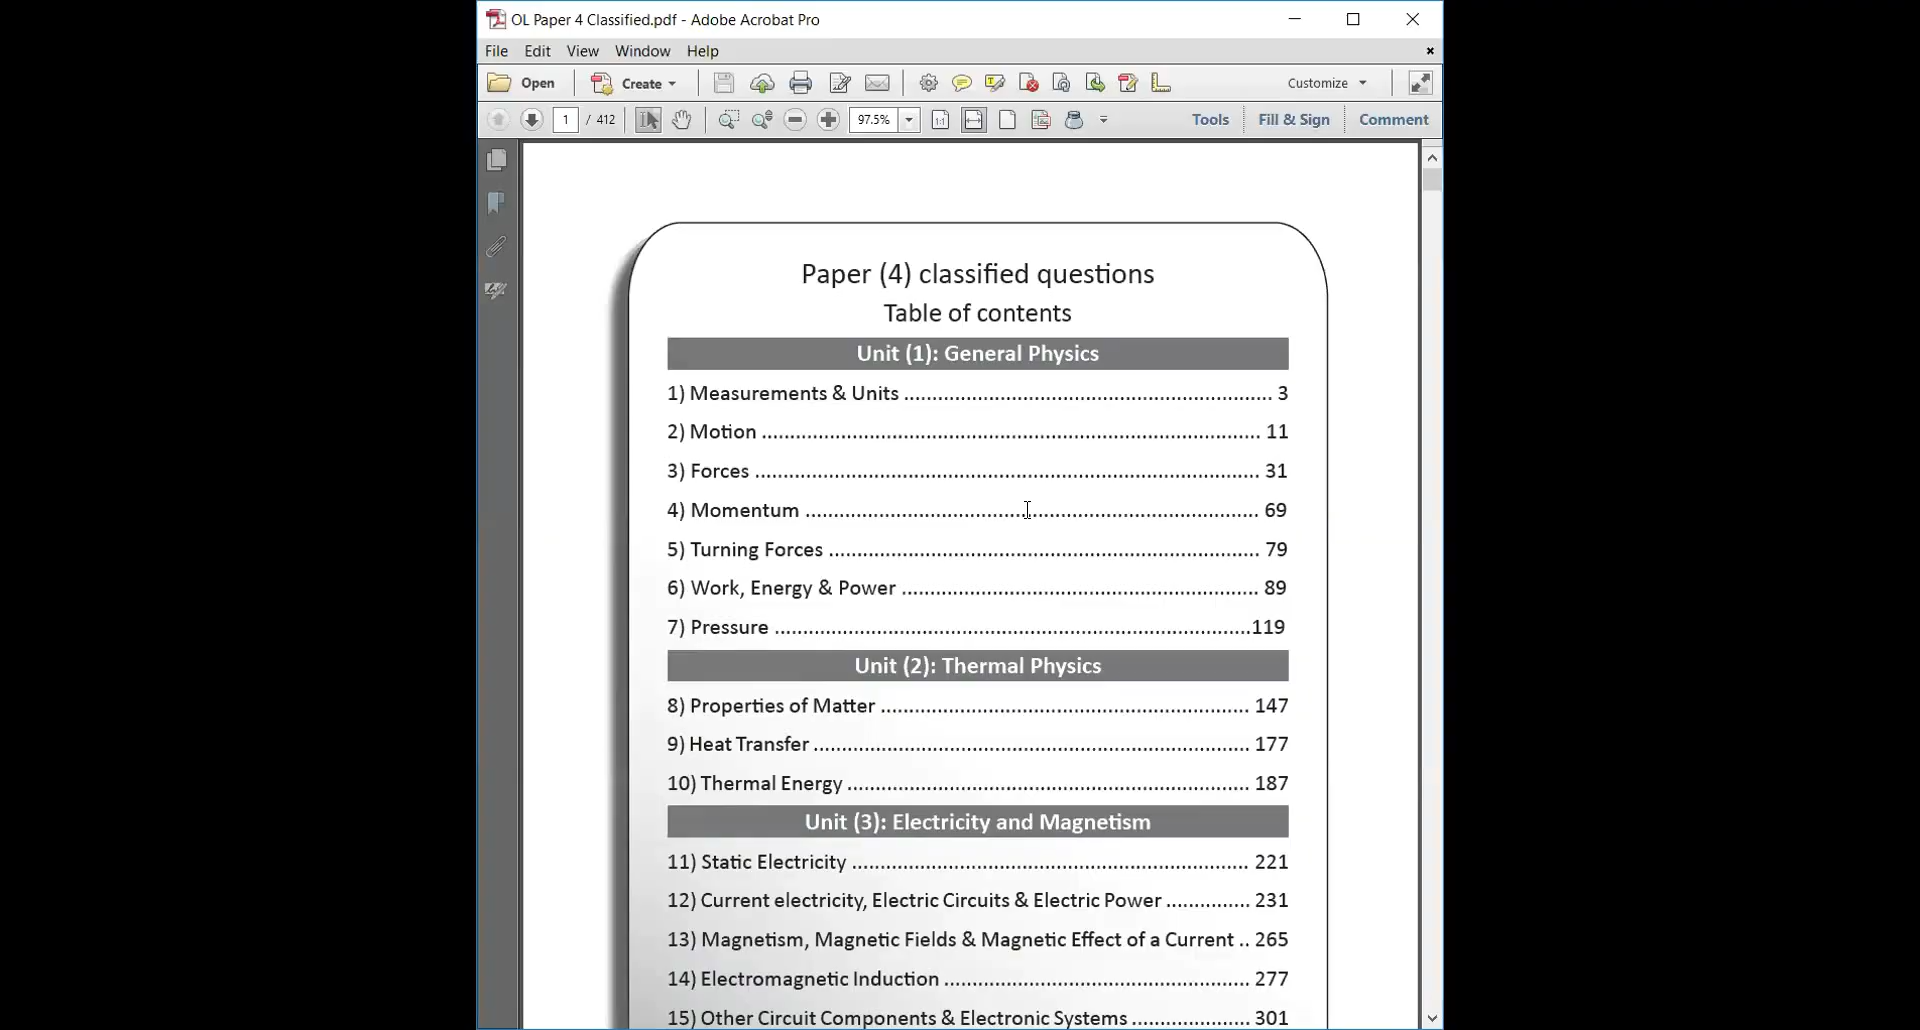 OL Paper 4 Classified.pdf - Adobe Acrobat Pro
File Edit View Window Help
Open Create Customize
1 / 412 97.5% Tools Fill & Sign Comment
Paper (4) classified questions
Table of contents
Unit (1): General Physics
1) Measurements & Units ................................................................. 3
2) Motion ........................................................................................ 11
3) Forces ......................................................................................... 31
4) Momentum ................................................................................ 69
5) Turning Forces ............................................................................ 79
6) Work, Energy & Power ............................................................... 89
7) Pressure ....................................................................................119
Unit (2): Thermal Physics
8) Properties of Matter ................................................................. 147
9) Heat Transfer ............................................................................. 177
10) Thermal Energy ....................................................................... 187
Unit (3): Electricity and Magnetism
11) Static Electricity ...................................................................... 221
12) Current electricity, Electric Circuits & Electric Power ............... 231
13) Magnetism, Magnetic Fields & Magnetic Effect of a Current .. 265
14) Electromagnetic Induction ...................................................... 277
15) Other Circuit Components & Electronic Systems ..................... 301